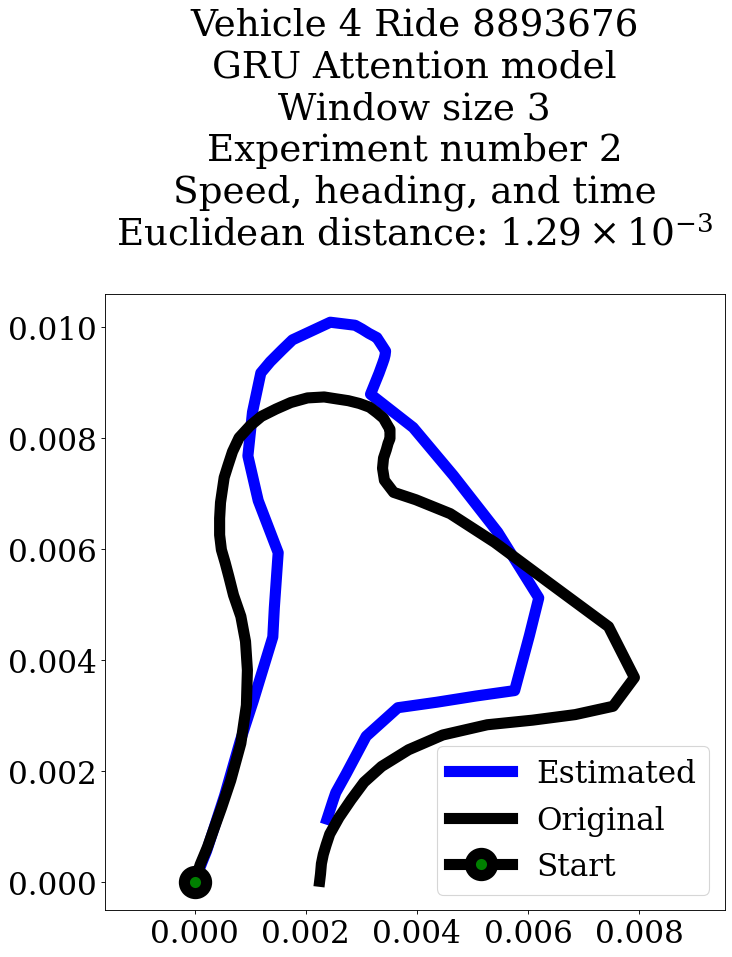 Vehicle 4 Ride 8893676
GRU Attention model
Window size 3
Experiment number 2
Speed, heading, and time
Euclidean distance: 1.29 × 10⁻³
0.010
0.008
0.006
0.004
0.002
0.000
Estimated
Original
Start
0.000 0.002 0.004 0.006 0.008